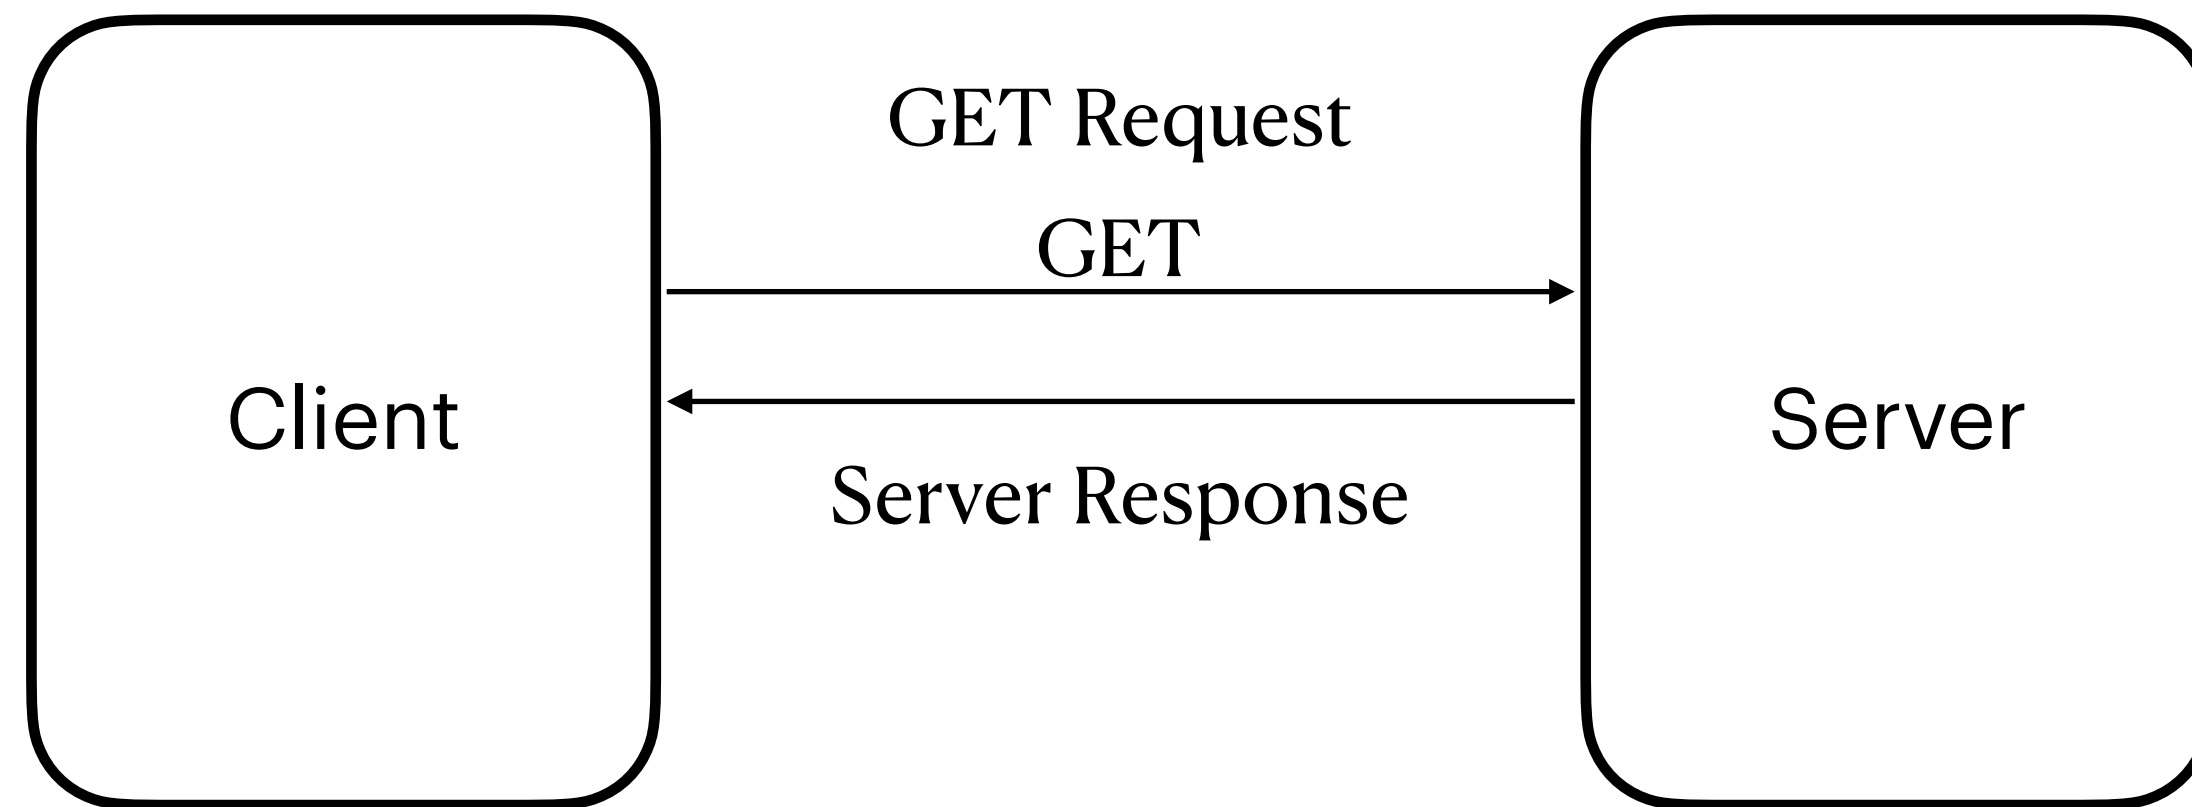 GET Request
GET
Client
Server
Server Response